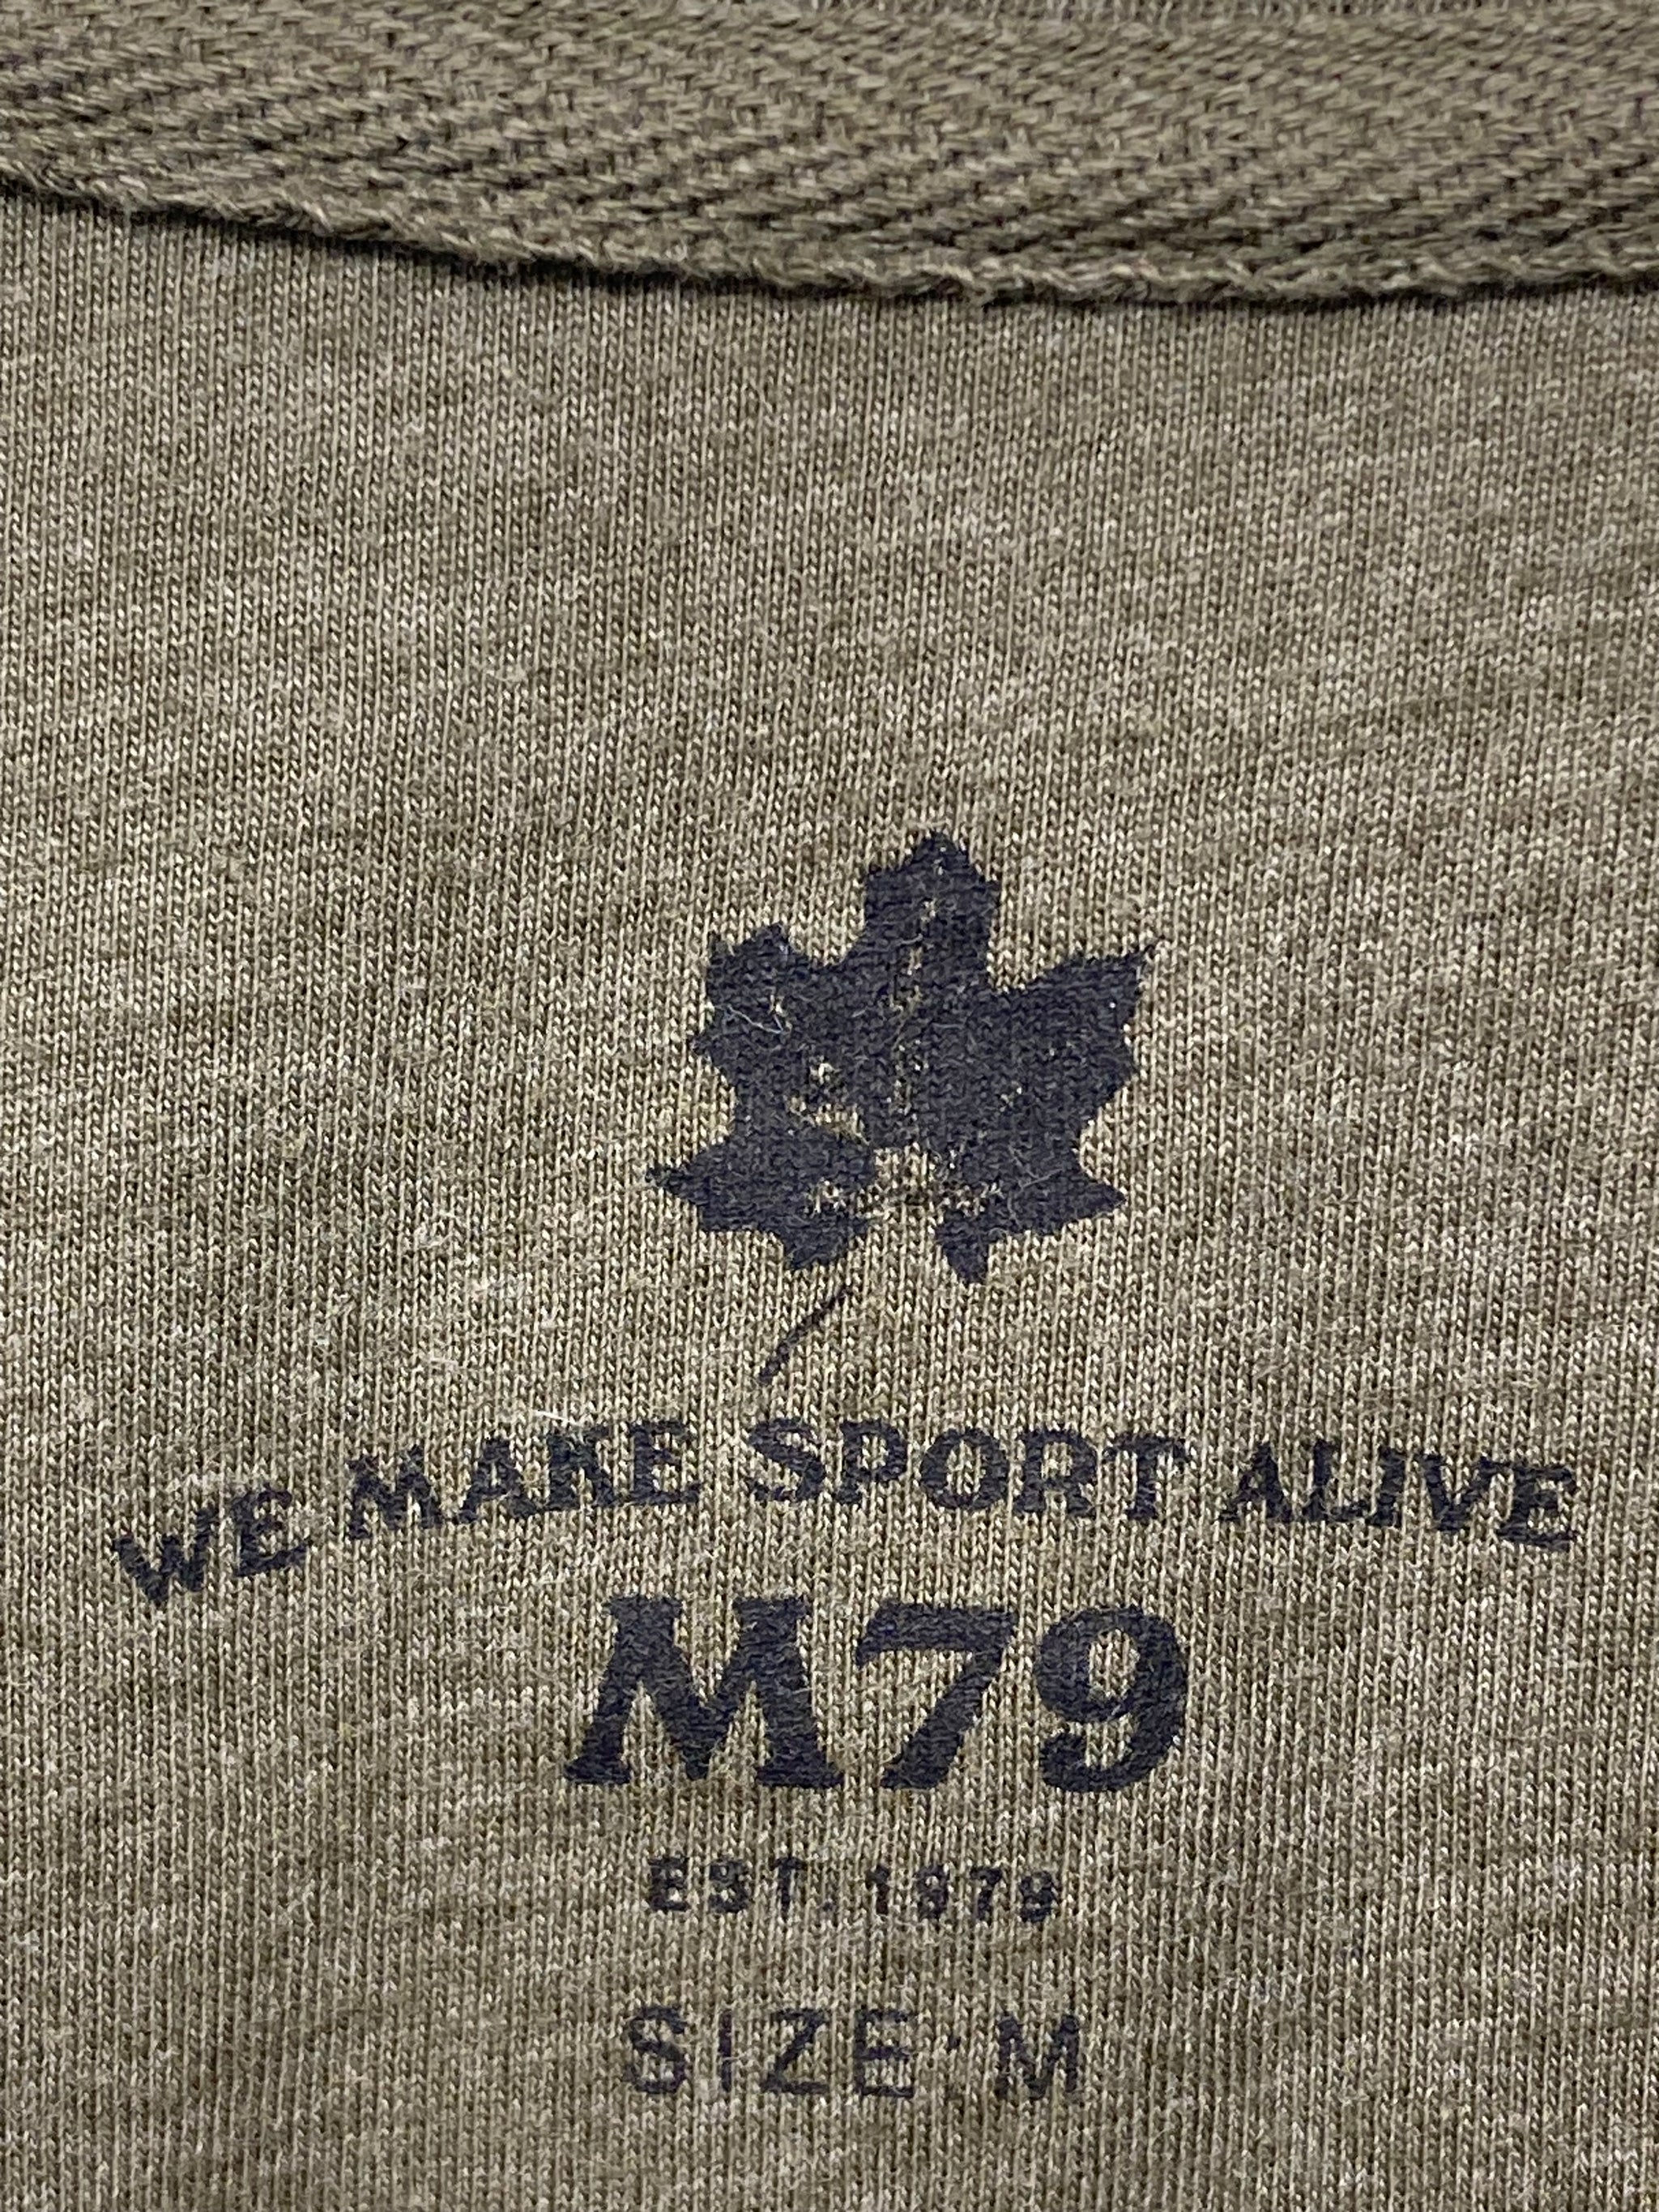 WE MAKE SPORT ALIVE
M79
EST. 1979
SIZE: M